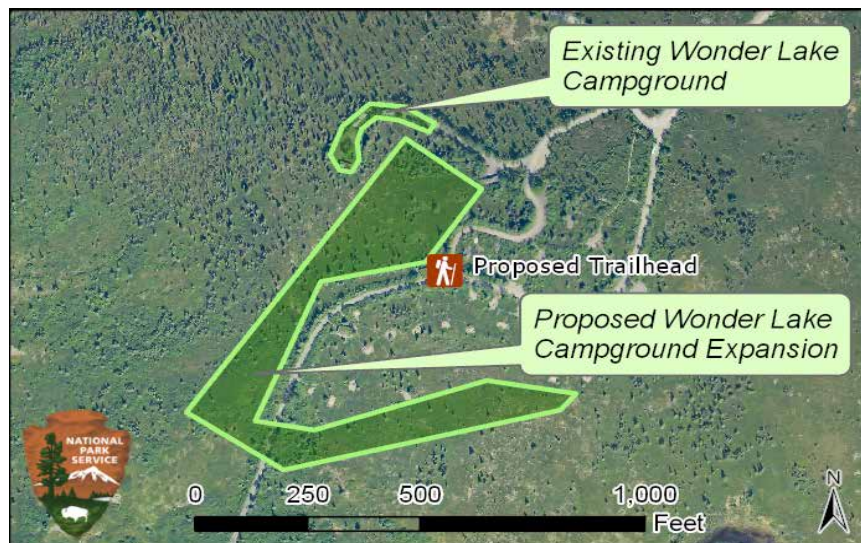 Existing Wonder Lake
Campground
Proposed Trailhead
Proposed Wonder Lake
Campground Expansion
NATIONAL
PARK
SERVICE
0 250 500 1,000
Feet
N